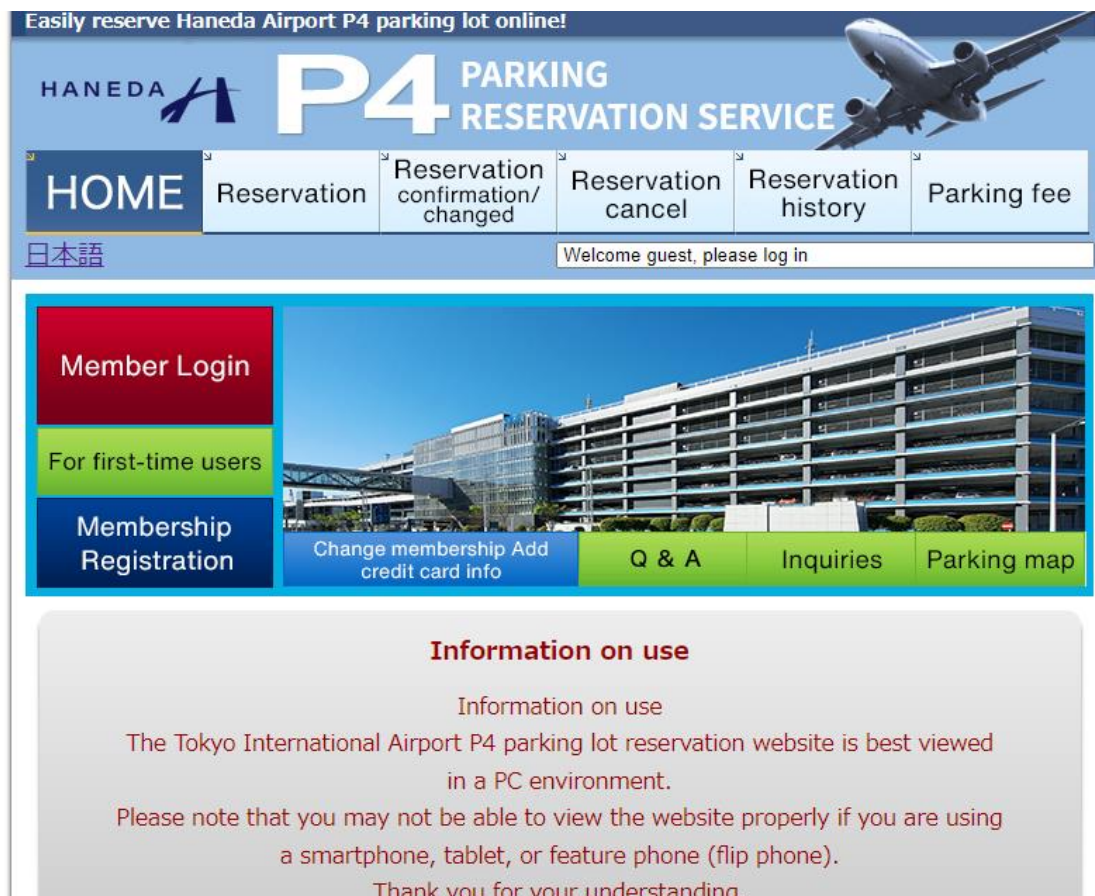 Easily reserve Haneda Airport P4 parking lot online!
HANEDA
P4
PARKING
RESERVATION SERVICE
HOME
Reservation
Reservation
confirmation/
changed
Reservation
cancel
Reservation
history
Parking fee
日本語
Welcome guest, please log in
Member Login
For first-time users
Membership
Registration
Change membership Add
credit card info
Q & A
Inquiries
Parking map
Information on use
Information on use
The Tokyo International Airport P4 parking lot reservation website is best viewed
in a PC environment.
Please note that you may not be able to view the website properly if you are using
a smartphone, tablet, or feature phone (flip phone).
Thank you for your understanding